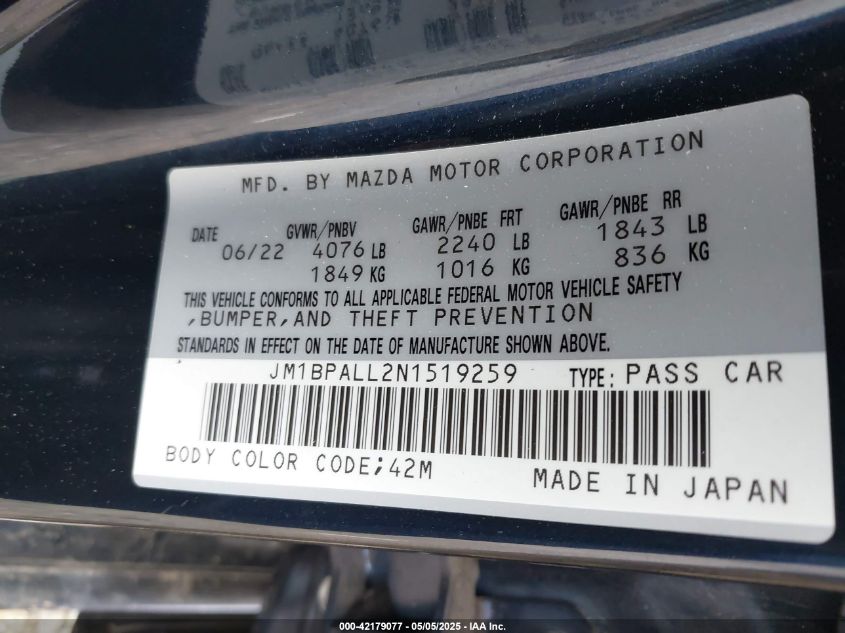 MFD. BY MAZDA MOTOR CORPORATION
DATE GVWR/PNBV GAWR/PNBE FRT GAWR/PNBE RR
06/22 4076 LB 2240 LB 1843 LB
1849 KG 1016 KG 836 KG
THIS VEHICLE CONFORMS TO ALL APPLICABLE FEDERAL MOTOR VEHICLE SAFETY
,BUMPER,AND THEFT PREVENTION
STANDARDS IN EFFECT ON THE DATE OF MANUFACTURE SHOWN ABOVE.
JM1BPALL2N1519259 TYPE: PASS CAR
BODY COLOR CODE;42M MADE IN JAPAN
000-42179077 - 05/05/2025 - IAA Inc.